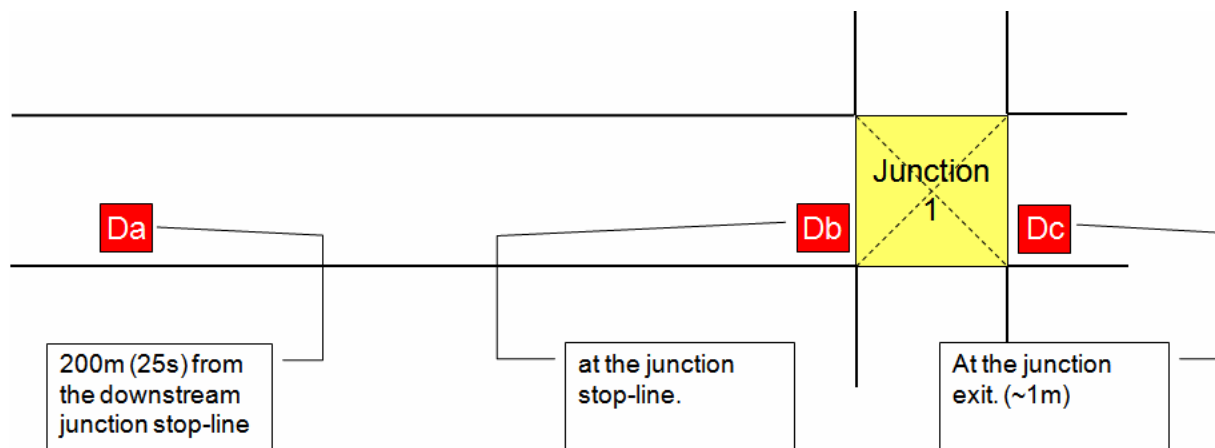 Junction
1
Da
Db
Dc
200m (25s) from
the downstream
junction stop-line
at the junction
stop-line.
At the junction
exit. (~1m)